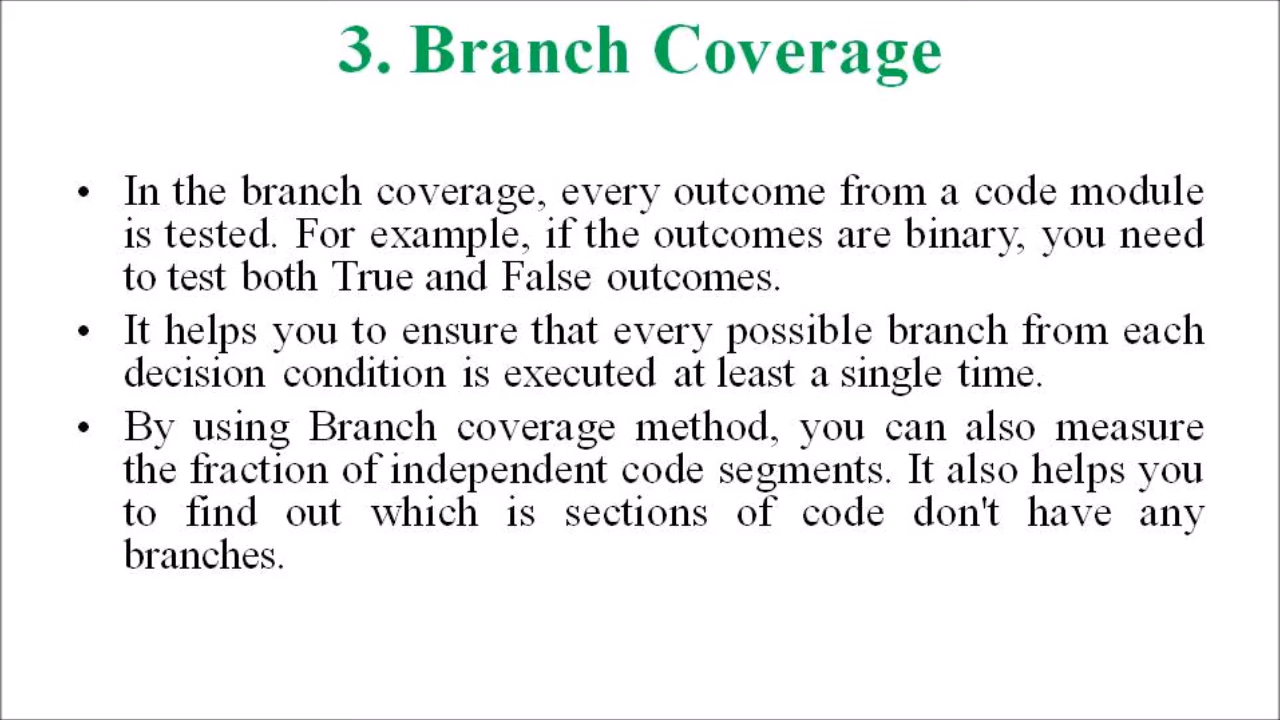 3. Branch Coverage
• In the branch coverage, every outcome from a code module
is tested. For example, if the outcomes are binary, you need
to test both True and False outcomes.
• It helps you to ensure that every possible branch from each
decision condition is executed at least a single time.
• By using Branch coverage method, you can also measure
the fraction of independent code segments. It also helps you
to find out which is sections of code don't have any
branches.